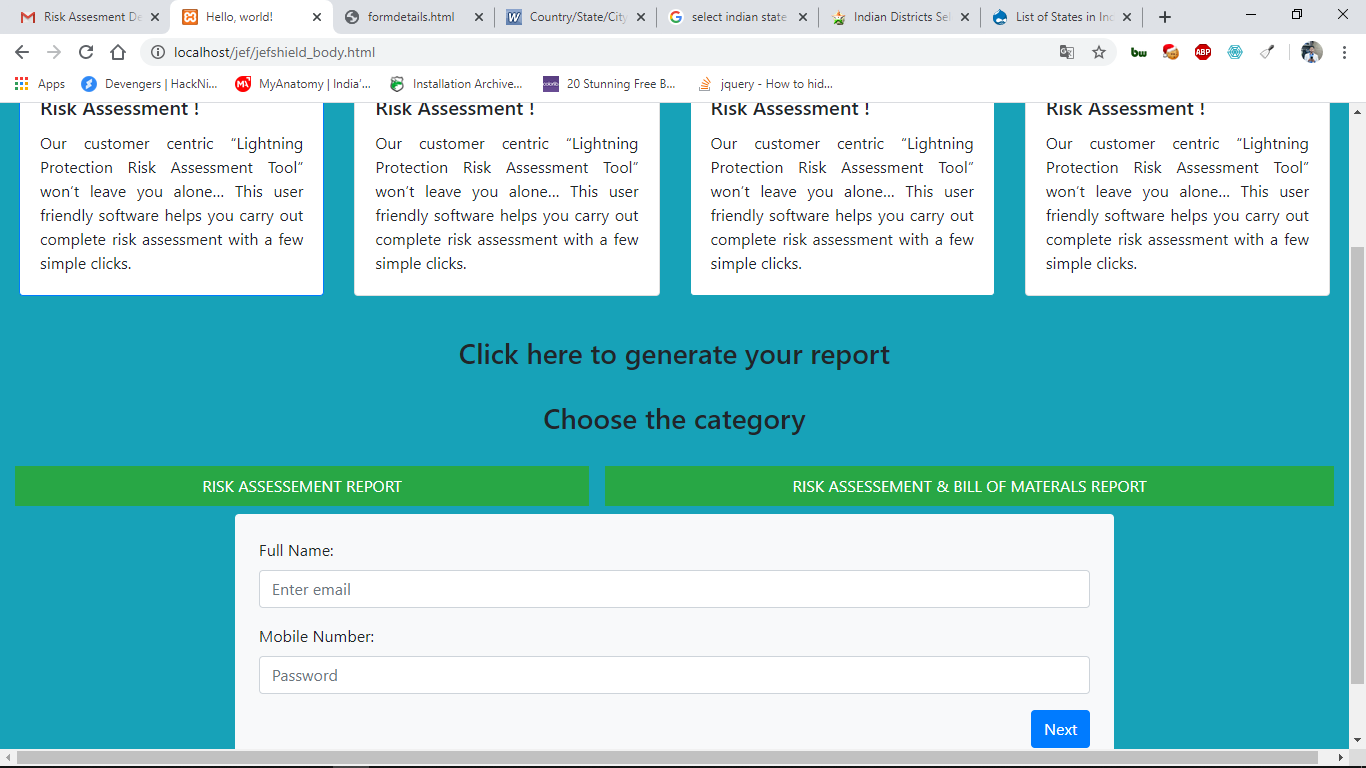 Risk Assesment De
Hello, world!
formdetails.html
Country/State/City
select indian state
Indian Districts Sel
List of States in Ind
localhost/jef/jefshield_body.html
Apps
Devengers | HackNi...
MyAnatomy | India'...
Installation Archive...
20 Stunning Free B...
jquery - How to hid...
bw
ABP
MA
colorlib
Risk Assessment !
Our customer centric “Lightning
Protection Risk Assessment Tool”
won’t leave you alone... This user
friendly software helps you carry out
complete risk assessment with a few
simple clicks.
Risk Assessment !
Our customer centric “Lightning
Protection Risk Assessment Tool”
won’t leave you alone... This user
friendly software helps you carry out
complete risk assessment with a few
simple clicks.
Risk Assessment !
Our customer centric “Lightning
Protection Risk Assessment Tool”
won’t leave you alone... This user
friendly software helps you carry out
complete risk assessment with a few
simple clicks.
Risk Assessment !
Our customer centric “Lightning
Protection Risk Assessment Tool”
won’t leave you alone... This user
friendly software helps you carry out
complete risk assessment with a few
simple clicks.
Click here to generate your report
Choose the category
RISK ASSESSEMENT REPORT
RISK ASSESSEMENT & BILL OF MATERALS REPORT
Full Name:
Enter email
Mobile Number:
Password
Next